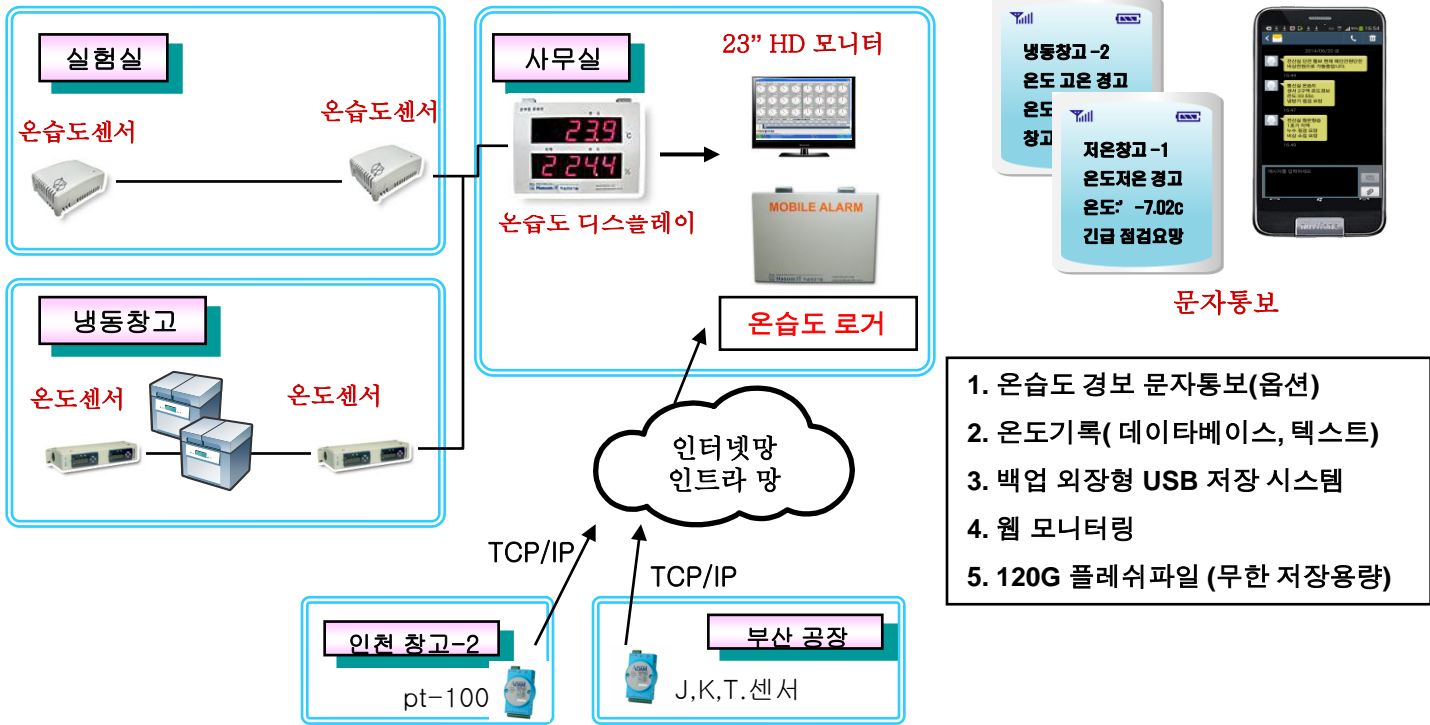 실험실
온습도센서
온습도센서
냉동창고
온도센서
온도센서
사무실
23” HD 모니터
23.9
℃
224.4
%
온습도 디스플레이
MOBILE ALARM
온습도 로거
인터넷망
인트라 망
TCP/IP
TCP/IP
인천 창고-2
pt-100
부산 공장
J,K,T.센서
냉동창고 -2
온도 고온 경고
온도
창고
저온창고 -1
온도저온 경고
온도:’ -7.02c
긴급 점검요망
문자통보
1. 온습도 경보 문자통보(옵션)
2. 온도기록( 데이타베이스, 텍스트)
3. 백업 외장형 USB 저장 시스템
4. 웹 모니터링
5. 120G 플레쉬파일 (무한 저장용량)